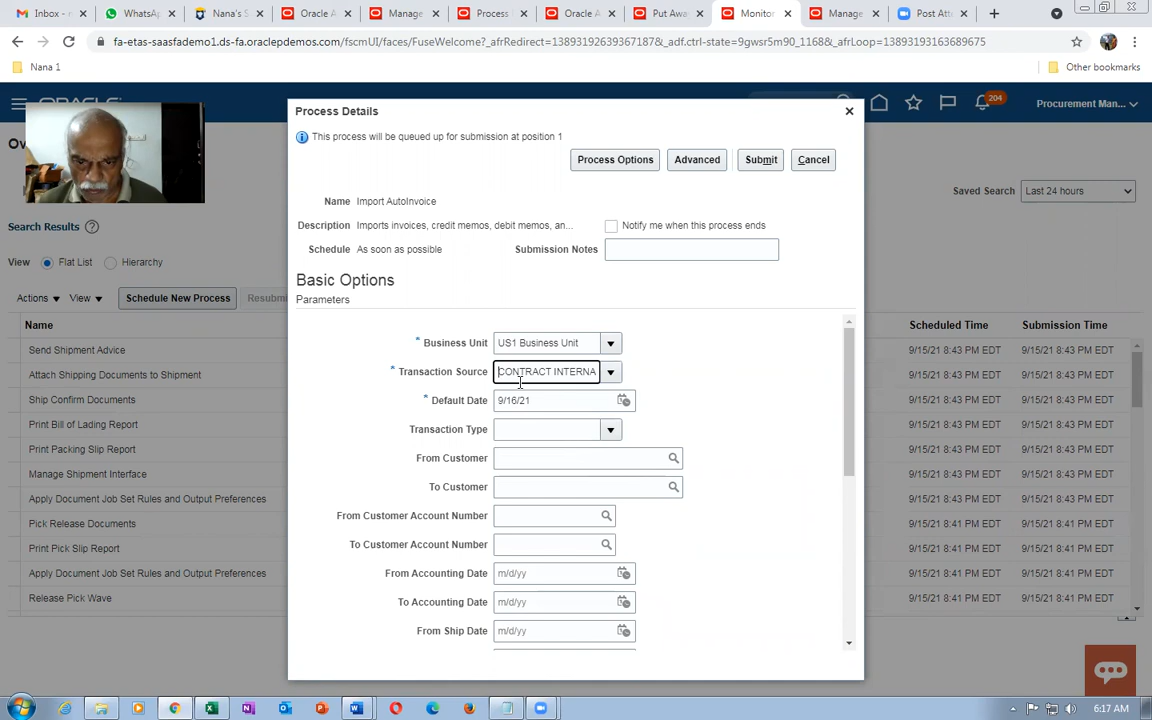 Inbox -
WhatsApp
Nana's S
Oracle A
Manage
Process
Oracle A
Put Awa
Monitor
Manage
Post Att
fa-etas-saasfademo1.ds-fa.oraclepdemos.com/fscmUI/faces/FuseWelcome?_afrRedirect=13893192639367187&_adf.ctrl-state=9gwsr5m90_1168&_afrLoop=13893193163689675
Nana 1
Other bookmarks
204
Procurement Man...
Ov
Saved Search Last 24 hours
Search Results
View Flat List Hierarchy
Actions View Schedule New Process Resubm
Name
Scheduled Time Submission Time
Send Shipment Advice
9/15/21 8:43 PM EDT 9/15/21 8:43 PM EDT
Attach Shipping Documents to Shipment
9/15/21 8:43 PM EDT 9/15/21 8:43 PM EDT
Ship Confirm Documents
9/15/21 8:43 PM EDT 9/15/21 8:43 PM EDT
Print Bill of Lading Report
9/15/21 8:43 PM EDT 9/15/21 8:43 PM EDT
Print Packing Slip Report
9/15/21 8:43 PM EDT 9/15/21 8:43 PM EDT
Manage Shipment Interface
9/15/21 8:43 PM EDT 9/15/21 8:43 PM EDT
Apply Document Job Set Rules and Output Preferences
9/15/21 8:43 PM EDT 9/15/21 8:43 PM EDT
Pick Release Documents
9/15/21 8:41 PM EDT 9/15/21 8:41 PM EDT
Print Pick Slip Report
9/15/21 8:41 PM EDT 9/15/21 8:41 PM EDT
Apply Document Job Set Rules and Output Preferences
9/15/21 8:41 PM EDT 9/15/21 8:41 PM EDT
Release Pick Wave
9/15/21 8:41 PM EDT 9/15/21 8:41 PM EDT
Process Details
This process will be queued up for submission at position 1
Process Options Advanced Submit Cancel
Name Import AutoInvoice
Description Imports invoices, credit memos, debit memos, an...
Notify me when this process ends
Schedule As soon as possible
Submission Notes
Basic Options
Parameters
* Business Unit US1 Business Unit
* Transaction Source CONTRACT INTERNA
* Default Date 9/16/21
Transaction Type
From Customer
To Customer
From Customer Account Number
To Customer Account Number
From Accounting Date m/d/yy
To Accounting Date m/d/yy
From Ship Date m/d/yy
6:17 AM